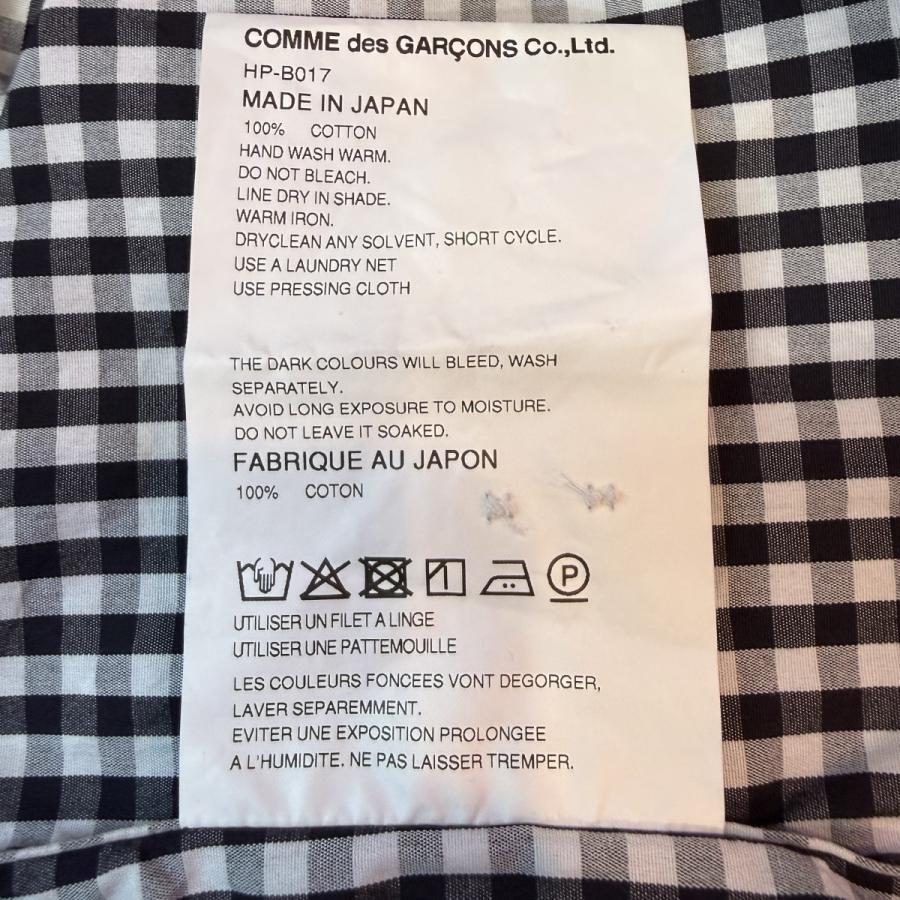 COMME des GARÇONS Co.,Ltd.
HP-B017
MADE IN JAPAN
100% COTTON
HAND WASH WARM.
DO NOT BLEACH.
LINE DRY IN SHADE.
WARM IRON.
DRYCLEAN ANY SOLVENT, SHORT CYCLE.
USE A LAUNDRY NET
USE PRESSING CLOTH
THE DARK COLOURS WILL BLEED, WASH
SEPARATELY.
AVOID LONG EXPOSURE TO MOISTURE.
DO NOT LEAVE IT SOAKED.
FABRIQUE AU JAPON
100% COTON
P
UTILISER UN FILET A LINGE
UTILISER UNE PATTEMOUILLE
LES COULEURS FONCEES VONT DEGORGER,
LAVER SEPAREMMENT.
EVITER UNE EXPOSITION PROLONGEE
A L'HUMIDITE. NE PAS LAISSER TREMPER.